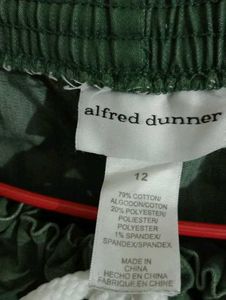 alfred dunner
12
79% COTTON/
ALGODON/COTON
20% POLYESTER/
POLIESTER/
POLYESTER
1% SPANDEX/
SPANDEX/SPANDEX
MADE IN
CHINA
HECHO EN CHINA
FABRIQUE EN CHINE